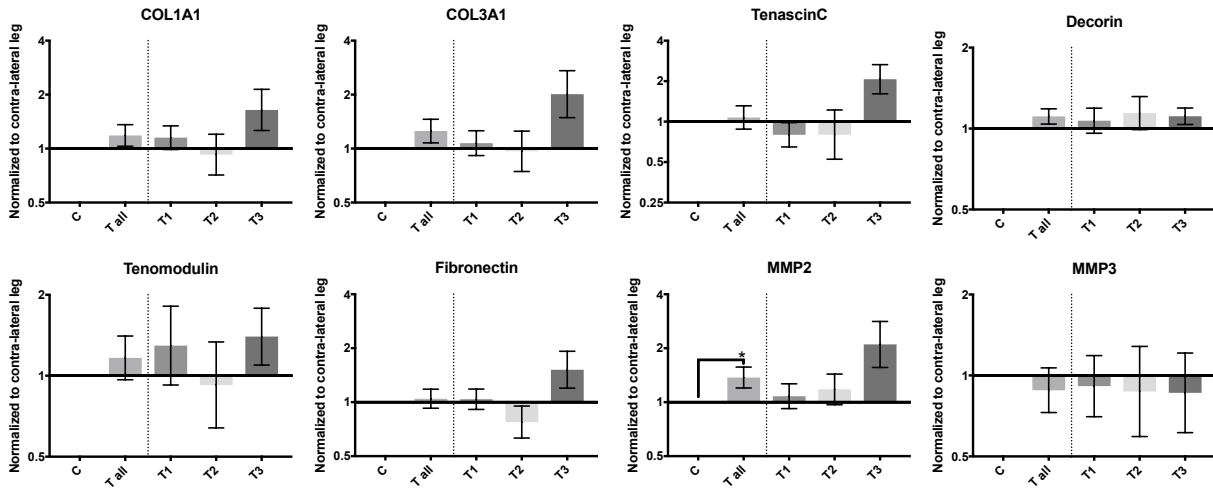 COL1A1
Normalized to contra-lateral leg
4
2
1
0.5
C
T all
T1
T2
T3
COL3A1
Normalized to contra-lateral leg
4
2
1
0.5
C
T all
T1
T2
T3
TenascinC
Normalized to contra-lateral leg
4
2
1
0.5
0.25
C
T all
T1
T2
T3
Decorin
Normalized to contra-lateral leg
2
1
0.5
C
T all
T1
T2
T3
Tenomodulin
Normalized to contra-lateral leg
2
1
0.5
C
T all
T1
T2
T3
Fibronectin
Normalized to contra-lateral leg
4
2
1
0.5
C
T all
T1
T2
T3
MMP2
Normalized to contra-lateral leg
4
2
1
0.5
*
C
T all
T1
T2
T3
MMP3
Normalized to contra-lateral leg
2
1
0.5
C
T all
T1
T2
T3